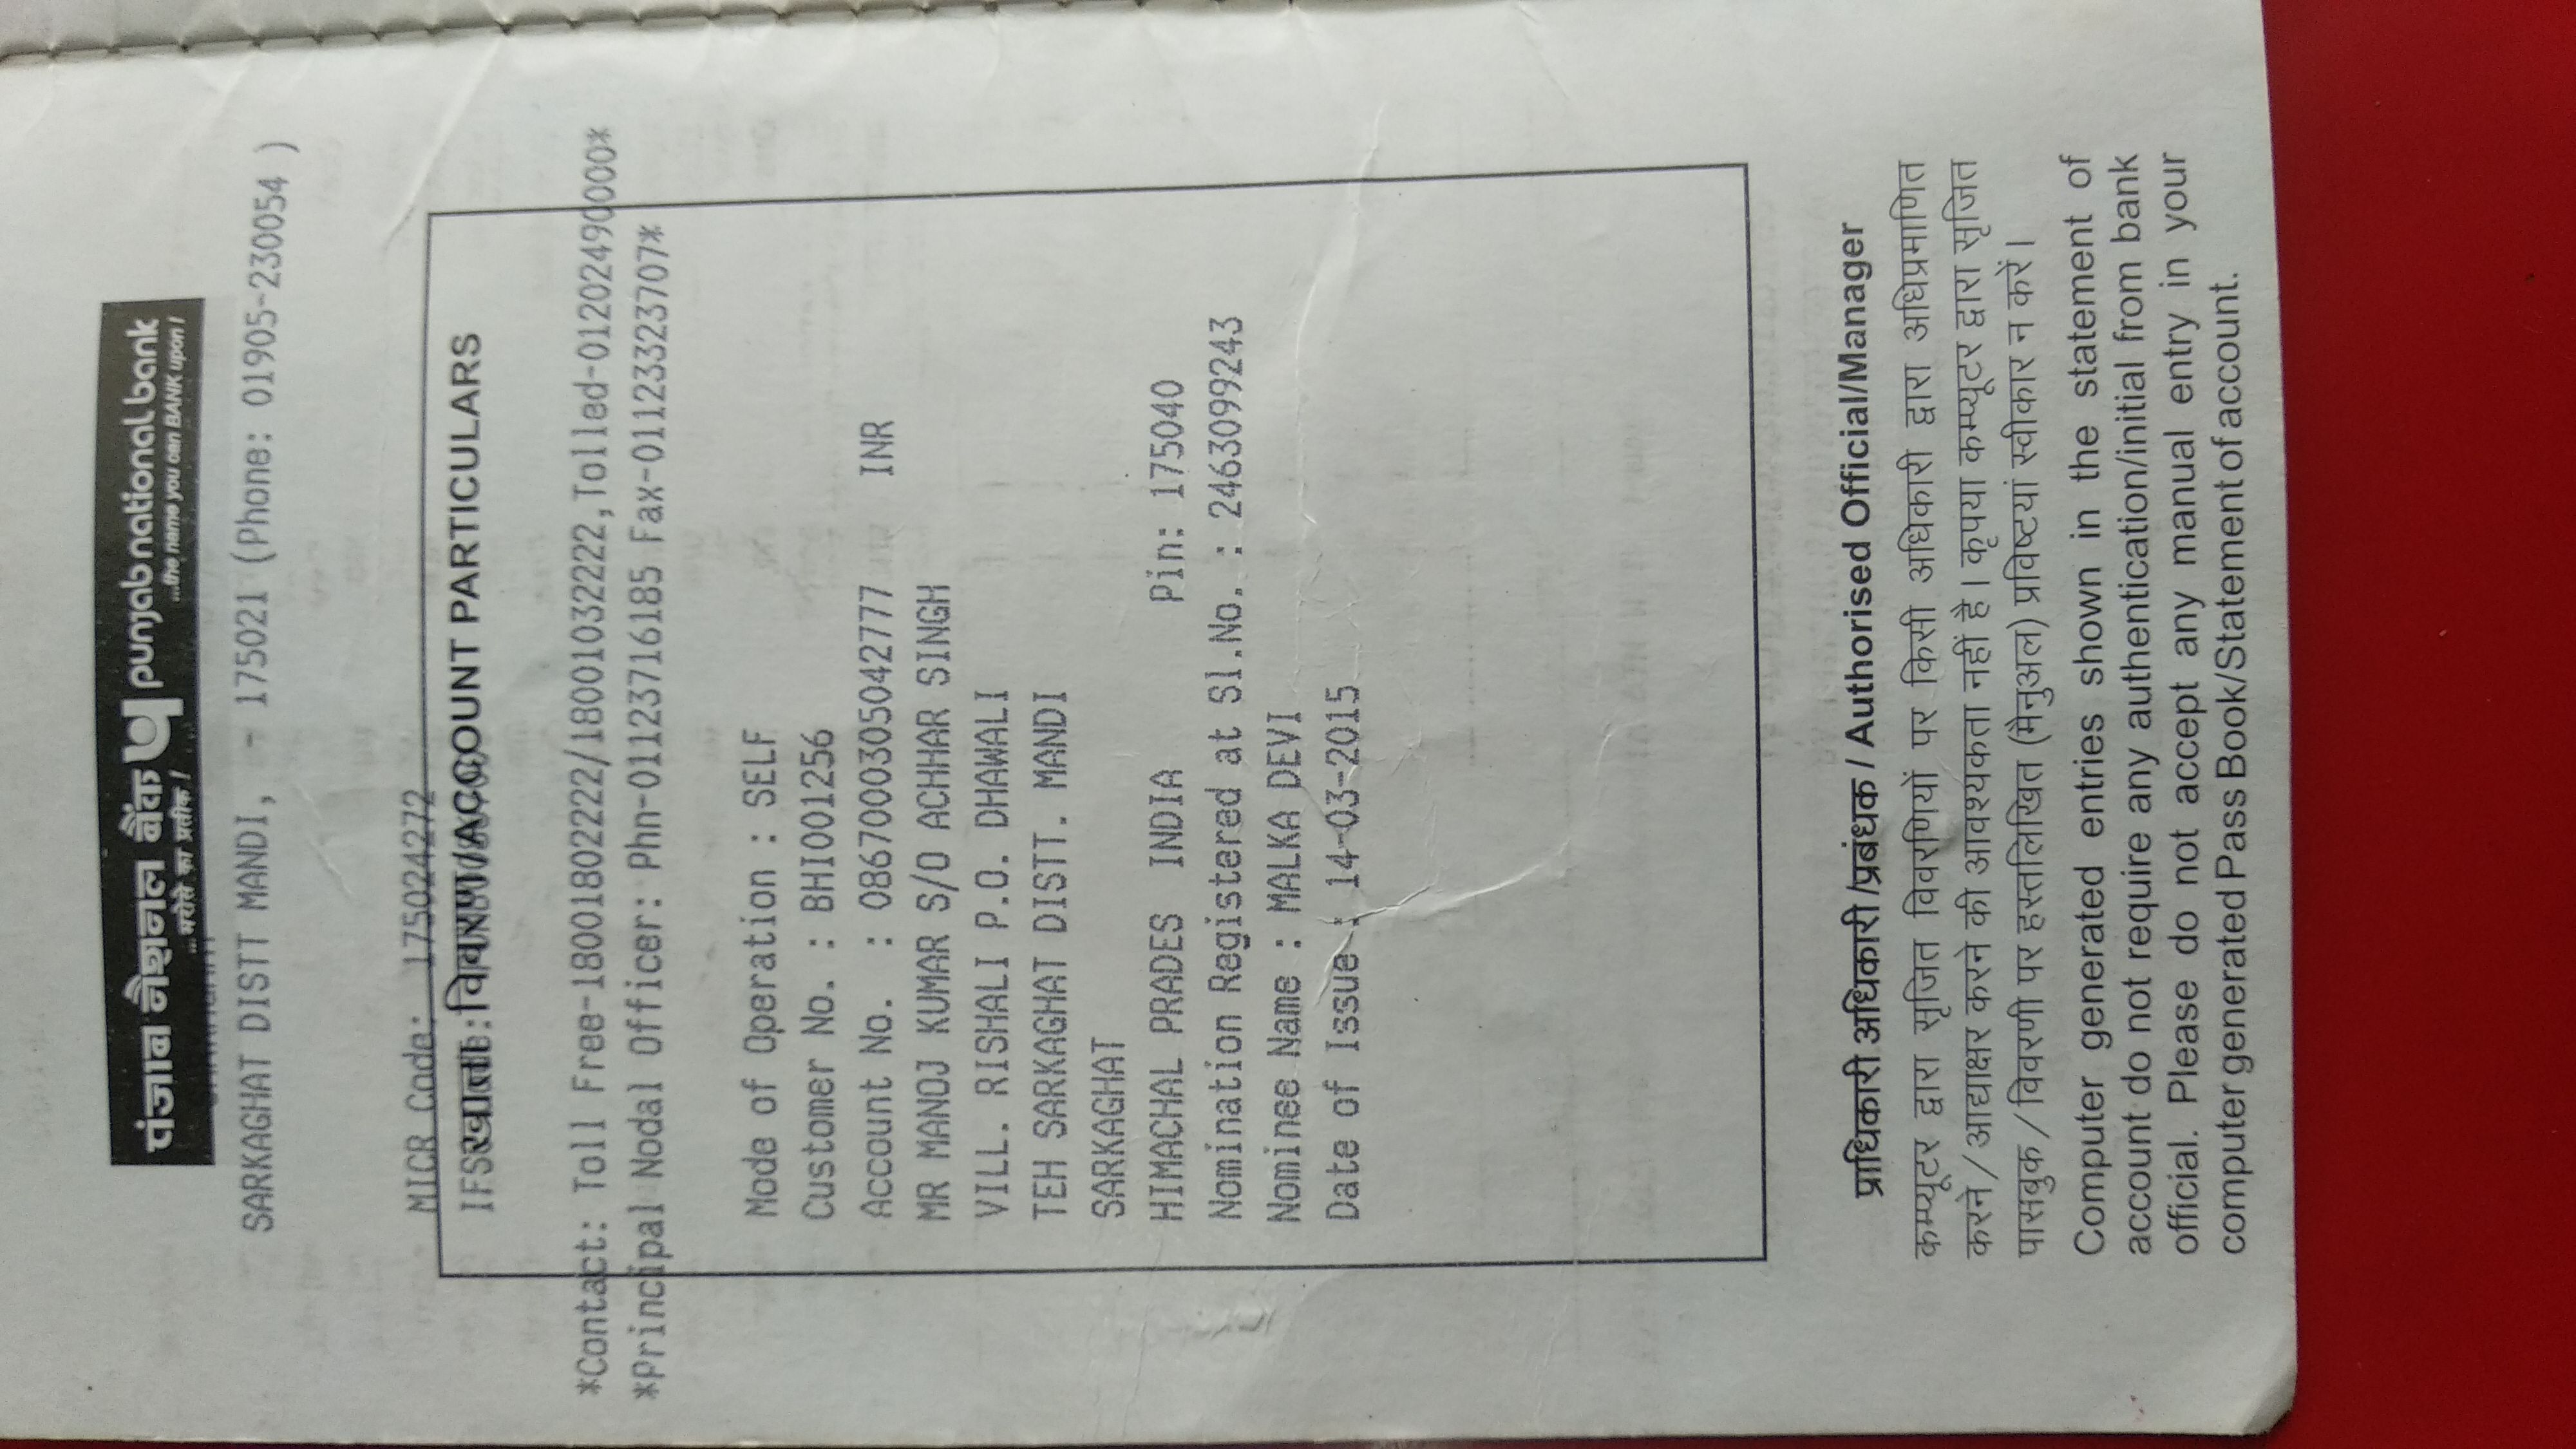 पंजाब नैशनल बैंक punjab national bank
...भरोसे का प्रतीक ! ...the name you can BANK upon !
SARKAGHAT DISTT MANDI, - 175021 (Phone: 01905-230054 )
MICR Code: 175024272
खाता विवरण/ACCOUNT PARTICULARS
*Contact: Toll Free-18001802222/18001032222,Tolled-01202490000*
*Principal Nodal Officer: Phn-01123716185 Fax-01123323707*
Mode of Operation : SELF
Customer No. : BHI001256
Account No. : 0867000305042777 INR
MR MANOJ KUMAR S/O ACHHAR SINGH
VILL. RISHALI P.O. DHAWALI
TEH SARKAGHAT DISTT. MANDI
SARKAGHAT
HIMACHAL PRADES INDIA Pin: 175040
Nomination Registered at Sl.No. : 2463099243
Nominee Name : MALKA DEVI
Date of Issue : 14-03-2015
प्राधिकारी अधिकारी /प्रबंधक / Authorised Official/Manager
कम्प्यूटर द्वारा सृजित विवरणियों पर किसी अधिकारी द्वारा अधिप्रमाणित
करने / आद्याक्षर करने की आवश्यकता नहीं है। कृपया कम्प्यूटर द्वारा सृजित
पासबुक / विवरणी पर हस्तलिखित (मैनुअल) प्रविष्टयां स्वीकार न करें।
Computer generated entries shown in the statement of
account do not require any authentication/initial from bank
official. Please do not accept any manual entry in your
computer generated Pass Book/Statement of account.